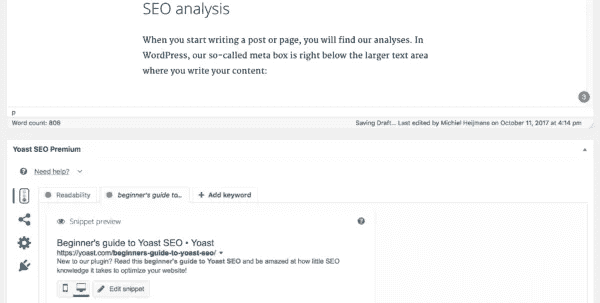 SEO analysis
When you start writing a post or page, you will find our analyses. In
WordPress, our so-called meta box is right below the larger text area
where you write your content:
3
p
Word count: 806
Saving Draft... Last edited by Michiel Heijmans on October 11, 2017 at 4:14 pm
Yoast SEO Premium
Need help?
Readability
beginner's guide to...
+ Add keyword
Snippet preview
Beginner's guide to Yoast SEO • Yoast
https://yoast.com/beginners-guide-to-yoast-seo/
New to our plugin? Read this beginner's guide to Yoast SEO and be amazed at how little SEO
knowledge it takes to optimize your website!
Edit snippet